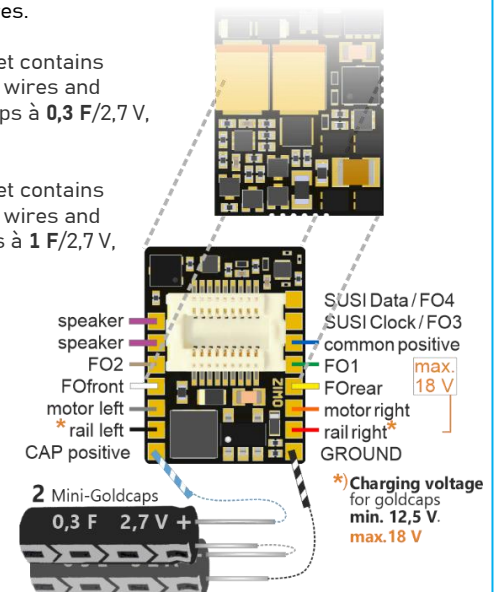 es.
et contains
wires and
ps à 0,3 F/2,7 V,
et contains
wires and
s à 1 F/2,7 V,
speaker
speaker
FO2
FOfront
motor left
* rail left
CAP positive
SUSI Data / FO4
SUSI Clock / FO3
common positive
FO1
FOrear
motor right
rail right*
GROUND
max.
18 V
ZIMO
2 Mini-Goldcaps
0,3 F 2,7 V +
*) Charging voltage
for goldcaps
min. 12,5 V.
max.18 V